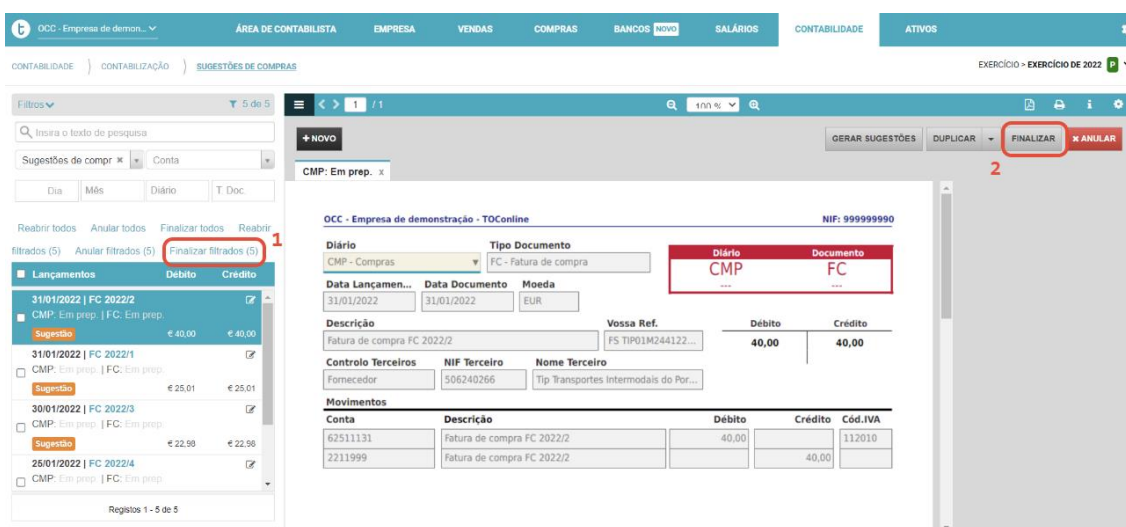 OCC - Empresa de demon... ÁREA DE CONTABILISTA EMPRESA VENDAS COMPRAS BANCOS NOVO SALÁRIOS CONTABILIDADE ATIVOS
CONTABILIDADE CONTABILIZAÇÃO SUGESTÕES DE COMPRAS EXERCÍCIO > EXERCÍCIO DE 2022 P
Filtros 5 de 5
Insira o texto de pesquisa
Sugestões de compr × Conta
Dia Mês Diário T. Doc.
Reabrir todos Anular todos Finalizar todos Reabrir
filtrados (5) Anular filtrados (5) Finalizar filtrados (5)
1
Lançamentos Débito Crédito
31/01/2022 | FC 2022/2
CMP: Em prep. | FC: Em prep.
Sugestão € 40,00 € 40,00
31/01/2022 | FC 2022/1
CMP: Em prep. | FC: Em prep.
Sugestão € 25,01 € 25,01
30/01/2022 | FC 2022/3
CMP: Em prep. | FC: Em prep.
Sugestão € 22,98 € 22,98
25/01/2022 | FC 2022/4
CMP: Em prep. | FC: Em prep.
Registos 1 - 5 de 5
1 / 1 100 %
+ NOVO GERAR SUGESTÕES DUPLICAR FINALIZAR × ANULAR
2
CMP: Em prep. x
OCC - Empresa de demonstração - TOConline NIF: 999999990
Diário Tipo Documento
CMP - Compras FC - Fatura de compra
Diário Documento
CMP FC
--- ---
Data Lançamen... Data Documento Moeda
31/01/2022 31/01/2022 EUR
Descrição Vossa Ref. Débito Crédito
Fatura de compra FC 2022/2 FS TIP01M244122... 40,00 40,00
Controlo Terceiros NIF Terceiro Nome Terceiro
Fornecedor 506240266 Tip Transportes Intermodais do Por...
Movimentos
Conta Descrição Débito Crédito Cód.IVA
62511131 Fatura de compra FC 2022/2 40,00 112010
2211999 Fatura de compra FC 2022/2 40,00